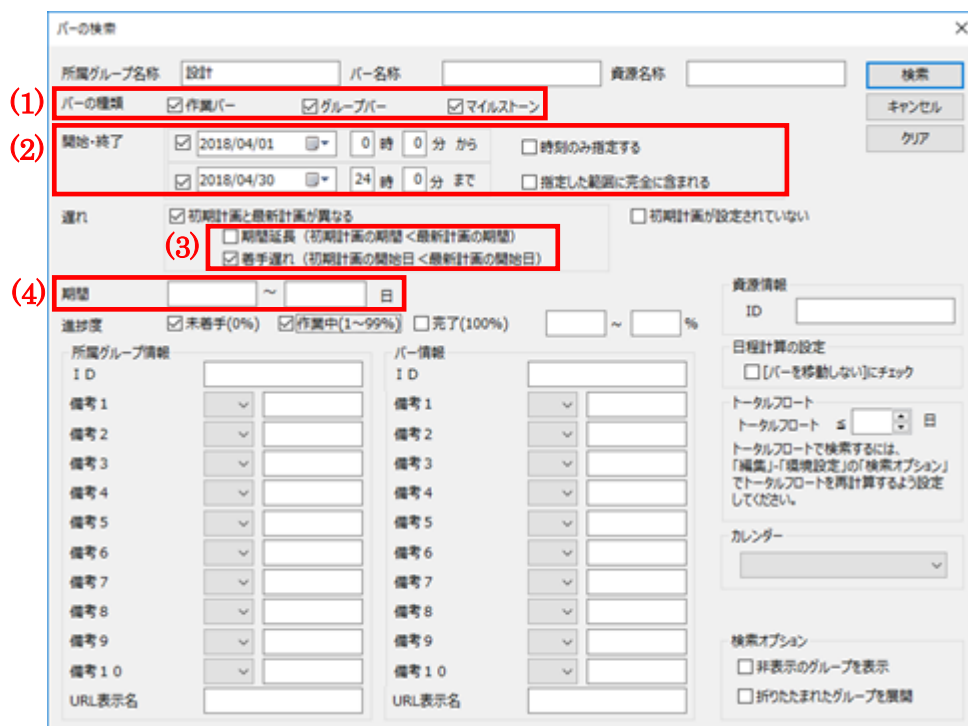 バーの検索
所属グループ名称 設計 バー名称 資源名称 検索
(1) バーの種類 作業バー グループバー マイルストーン キャンセル
(2) 開始・終了 2018/04/01 0 時 0 分 から 時刻のみ指定する クリア
2018/04/30 24 時 0 分 まで 指定した範囲に完全に含まれる
遅れ 初期計画と最新計画が異なる 初期計画が設定されていない
(3) 期間延長（初期計画の期間＜最新計画の期間）
着手遅れ（初期計画の開始日＜最新計画の開始日）
(4) 期間 ～ 日
資源情報
ID
進捗度 未着手(0%) 作業中(1～99%) 完了(100%) ～ %
所属グループ情報 バー情報
ID ID
備考1 備考1
備考2 備考2
備考3 備考3
備考4 備考4
備考5 備考5
備考6 備考6
備考7 備考7
備考8 備考8
備考9 備考9
備考10 備考10
URL表示名 URL表示名
日程計算の設定
[バーを移動しない]にチェック
トータルフロート
トータルフロート ≦ 日
トータルフロートで検索するには、
「編集」-「環境設定」の「検索オプション」
でトータルフロートを再計算するよう設定
してください。
カレンダー
検索オプション
非表示のグループを表示
折りたたまれたグループを展開